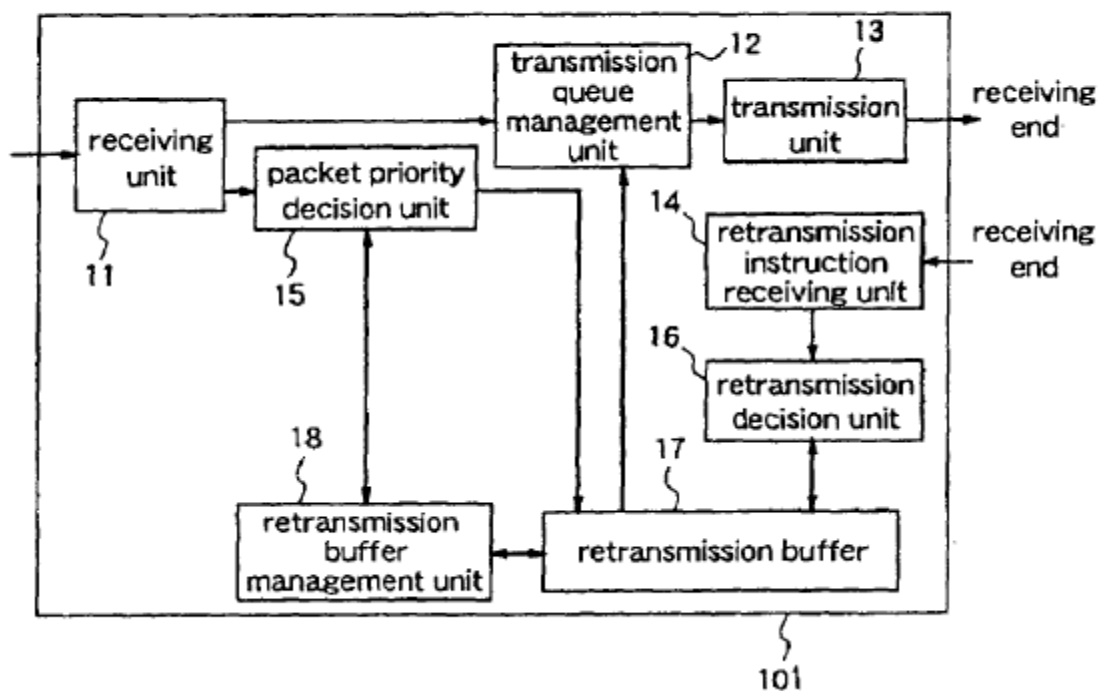 12
13
transmission
queue
management
unit
transmission
unit
receiving
end
receiving
unit
11
packet priority
decision unit
15
14
retransmission
instruction
receiving unit
receiving
end
16
retransmission
decision unit
18
retransmission
buffer
management unit
17
retransmission buffer
101